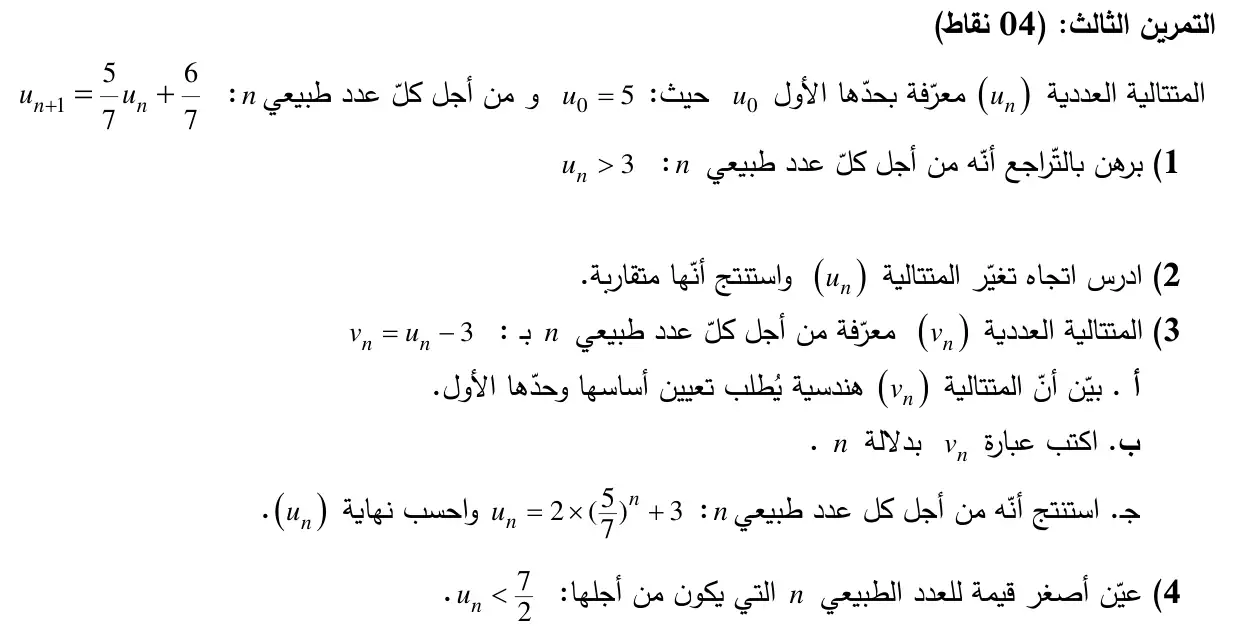 التمرين الثالث: (04 نقاط)
المتتالية العددية (uₙ) معرّفة بحدّها الأول u₀ حيث: u₀ = 5 و من أجل كلّ عدد طبيعي n: uₙ₊₁ = 5/7 uₙ + 6/7
1) برهن بالتّراجع أنّه من أجل كلّ عدد طبيعي n: uₙ > 3
2) ادرس اتجاه تغيّر المتتالية (uₙ) واستنتج أنّها متقاربة.
3) المتتالية العددية (vₙ) معرّفة من أجل كلّ عدد طبيعي n بـ: vₙ = uₙ − 3
أ. بيّن أنّ المتتالية (vₙ) هندسية يُطلب تعيين أساسها وحدّها الأول.
ب. اكتب عبارة vₙ بدلالة n.
جـ. استنتج أنّه من أجل كل عدد طبيعي n: uₙ = 2×(5/7)ⁿ + 3 واحسب نهاية (uₙ).
4) عيّن أصغر قيمة للعدد الطبيعي n التي يكون من أجلها: uₙ < 7/2.